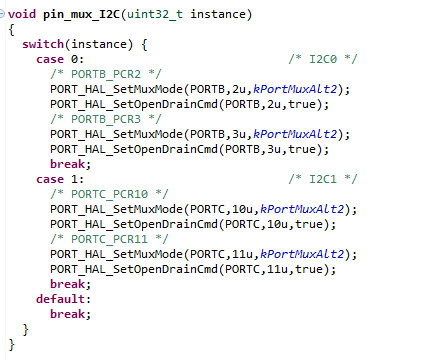 void pin_mux_I2C(uint32_t instance)
{
  switch(instance) {
    case 0:                             /* I2C0 */
      /* PORTB_PCR2 */
      PORT_HAL_SetMuxMode(PORTB,2u,kPortMuxAlt2);
      PORT_HAL_SetOpenDrainCmd(PORTB,2u,true);
      /* PORTB_PCR3 */
      PORT_HAL_SetMuxMode(PORTB,3u,kPortMuxAlt2);
      PORT_HAL_SetOpenDrainCmd(PORTB,3u,true);
      break;
    case 1:                             /* I2C1 */
      /* PORTC_PCR10 */
      PORT_HAL_SetMuxMode(PORTC,10u,kPortMuxAlt2);
      PORT_HAL_SetOpenDrainCmd(PORTC,10u,true);
      /* PORTC_PCR11 */
      PORT_HAL_SetMuxMode(PORTC,11u,kPortMuxAlt2);
      PORT_HAL_SetOpenDrainCmd(PORTC,11u,true);
      break;
    default:
      break;
  }
}